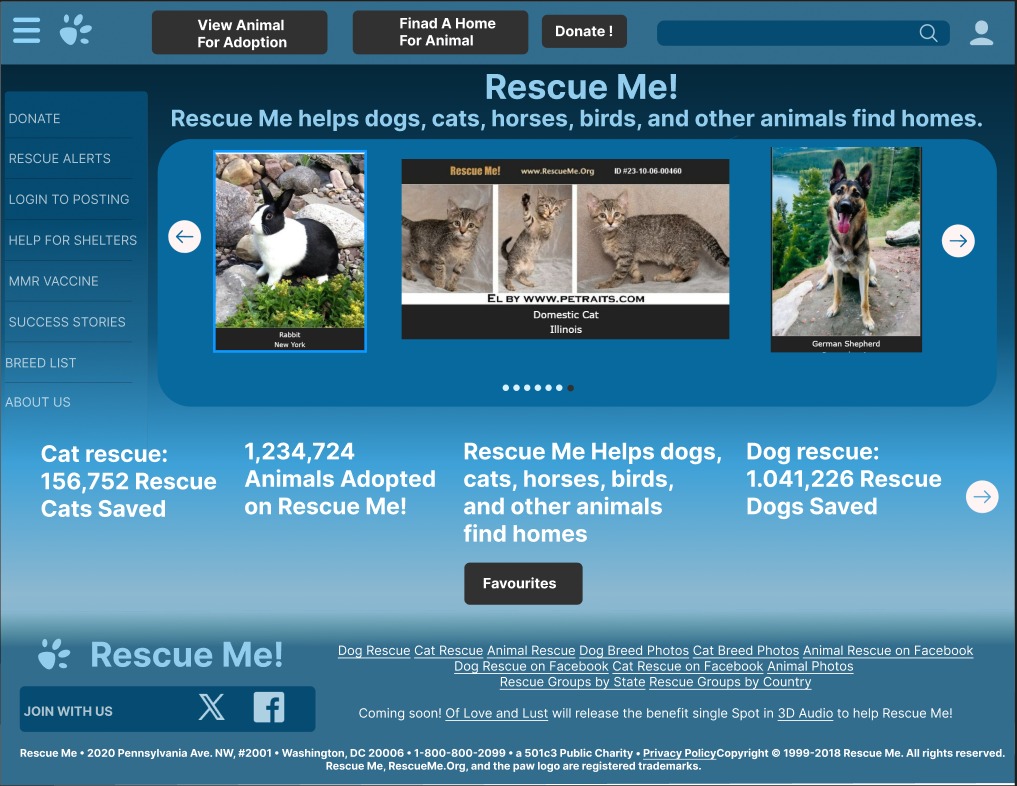 View Animal
For Adoption
Finad A Home
For Animal
Donate !
Rescue Me!
Rescue Me helps dogs, cats, horses, birds, and other animals find homes.
DONATE
RESCUE ALERTS
LOGIN TO POSTING
HELP FOR SHELTERS
MMR VACCINE
SUCCESS STORIES
BREED LIST
ABOUT US
Rabbit
New York
Rescue Me! www.RescueMe.Org ID #23-10-06-00460
EL BY WWW.PETRAITS.COM
Domestic Cat
Illinois
German Shepherd
Cat rescue:
156,752 Rescue
Cats Saved
1,234,724
Animals Adopted
on Rescue Me!
Rescue Me Helps dogs,
cats, horses, birds,
and other animals
find homes
Dog rescue:
1.041,226 Rescue
Dogs Saved
Favourites
Rescue Me!
JOIN WITH US
Dog Rescue Cat Rescue Animal Rescue Dog Breed Photos Cat Breed Photos Animal Rescue on Facebook
Dog Rescue on Facebook Cat Rescue on Facebook Animal Photos
Rescue Groups by State Rescue Groups by Country
Coming soon! Of Love and Lust will release the benefit single Spot in 3D Audio to help Rescue Me!
Rescue Me • 2020 Pennsylvania Ave. NW, #2001 • Washington, DC 20006 • 1-800-800-2099 • a 501c3 Public Charity • Privacy PolicyCopyright © 1999-2018 Rescue Me. All rights reserved.
Rescue Me, RescueMe.Org, and the paw logo are registered trademarks.